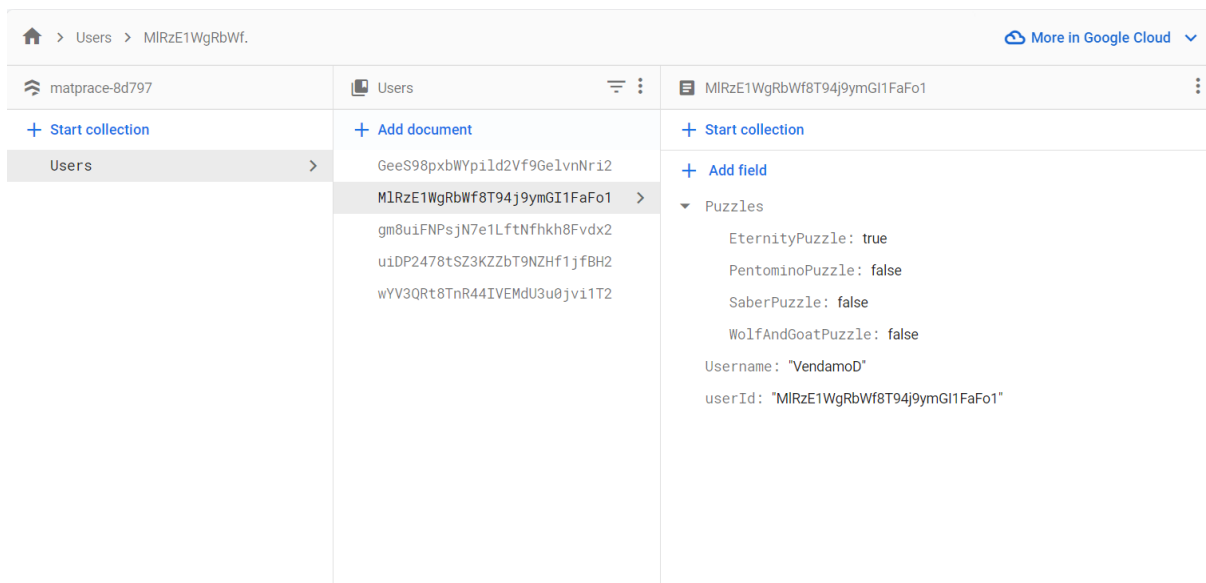 Users > MlRzE1WgRbWf.
More in Google Cloud
matprace-8d797
Users
MlRzE1WgRbWf8T94j9ymGI1FaFo1
+ Start collection
+ Add document
+ Start collection
Users
GeeS98pxbWYpild2Vf9GelvnNri2
MlRzE1WgRbWf8T94j9ymGI1FaFo1
gm8uiFNPsjN7e1LftNfhkh8Fvdx2
uiDP2478tSZ3KZZbT9NZHf1jfBH2
wYV3QRt8TnR44IVEMdU3u0jvi1T2
+ Add field
Puzzles
EternityPuzzle: true
PentominoPuzzle: false
SaberPuzzle: false
WolfAndGoatPuzzle: false
Username: "VendamoD"
userId: "MlRzE1WgRbWf8T94j9ymGI1FaFo1"